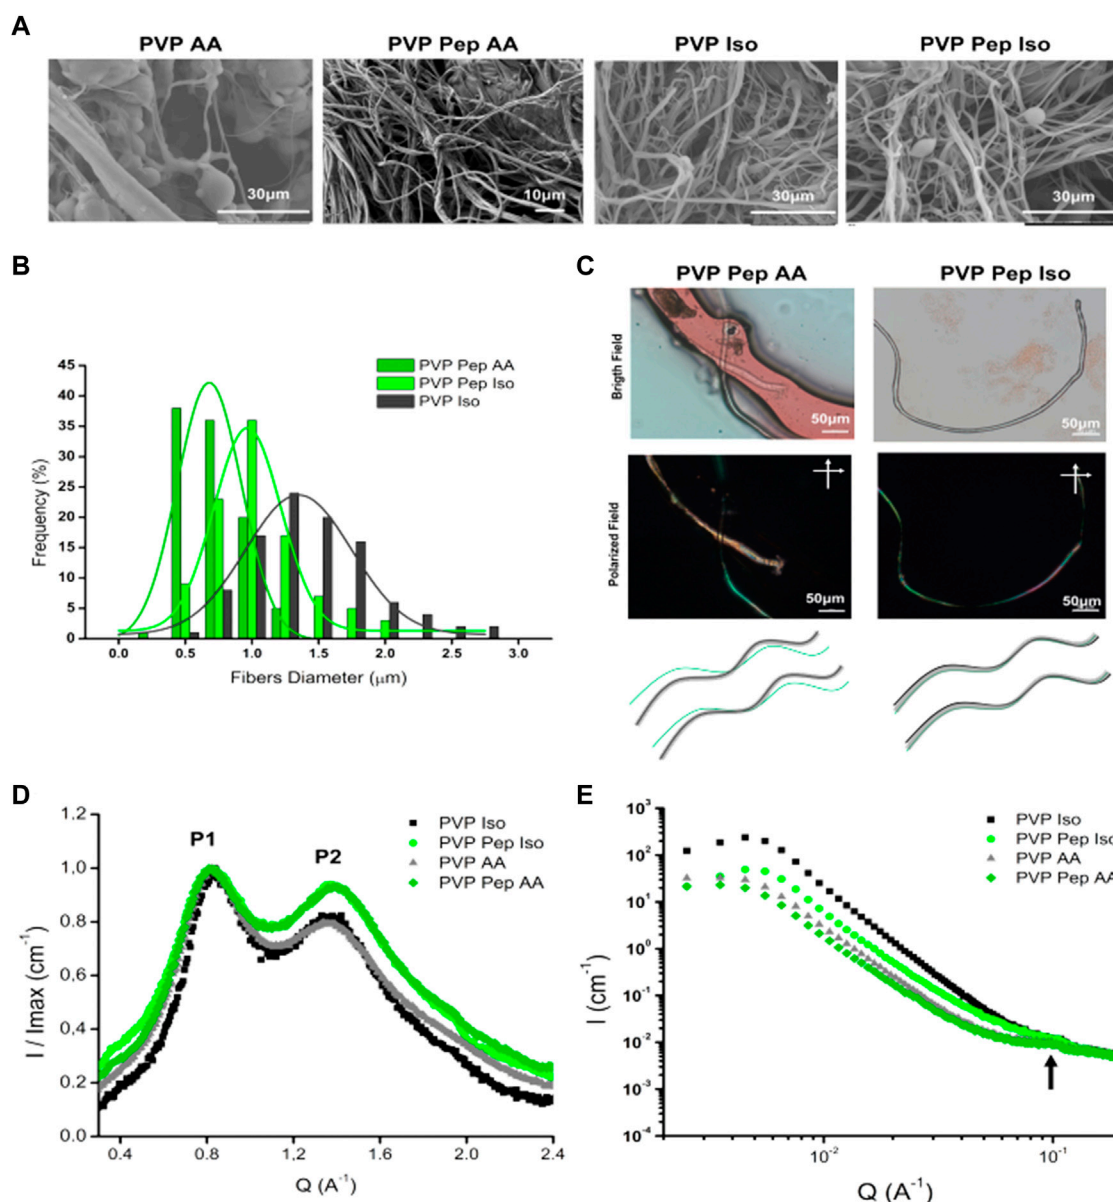 A
PVP AA
PVP Pep AA
PVP Iso
PVP Pep Iso
30µm
10µm
30µm
30µm
B
45
40
35
30
25
20
15
10
5
0
Frequency (%)
PVP Pep AA
PVP Pep Iso
PVP Iso
0.0 0.5 1.0 1.5 2.0 2.5 3.0
Fibers Diameter (µm)
C
PVP Pep AA
PVP Pep Iso
Brigth Field
50µm
50µm
Polarized Field
50µm
50µm
D
1.2
1.0
0.8
0.6
0.4
0.2
0.0
I / Imax (cm⁻¹)
P1
P2
PVP Iso
PVP Pep Iso
PVP AA
PVP Pep AA
0.4 0.8 1.2 1.6 2.0 2.4
Q (A⁻¹)
E
10³
10²
10¹
10⁰
10⁻¹
10⁻²
10⁻³
10⁻⁴
I (cm⁻¹)
PVP Iso
PVP Pep Iso
PVP AA
PVP Pep AA
10⁻² 10⁻¹
Q (A⁻¹)